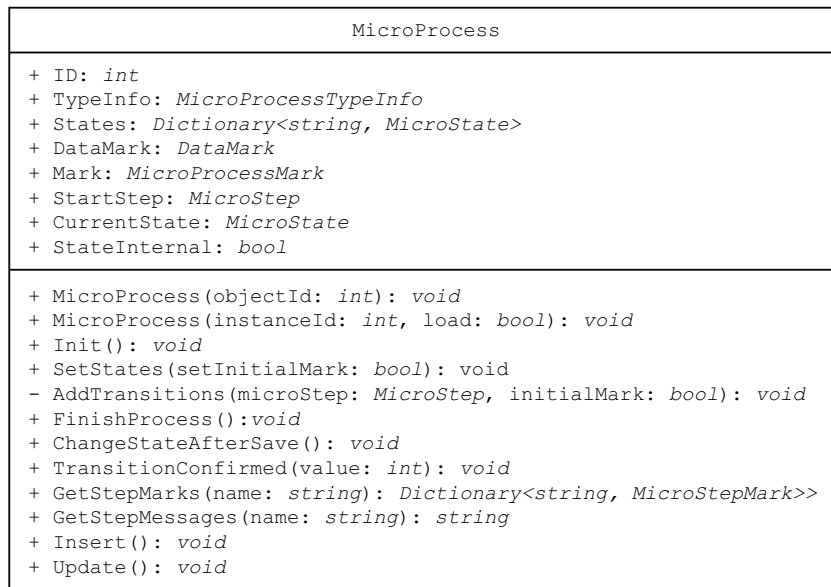 MicroProcess
+ ID: int
+ TypeInfo: MicroProcessTypeInfo
+ States: Dictionary<string, MicroState>
+ DataMark: DataMark
+ Mark: MicroProcessMark
+ StartStep: MicroStep
+ CurrentState: MicroState
+ StateInternal: bool
+ MicroProcess(objectId: int): void
+ MicroProcess(instanceId: int, load: bool): void
+ Init(): void
+ SetStates(setInitialMark: bool): void
- AddTransitions(microStep: MicroStep, initialMark: bool): void
+ FinishProcess():void
+ ChangeStateAfterSave(): void
+ TransitionConfirmed(value: int): void
+ GetStepMarks(name: string): Dictionary<string, MicroStepMark>>
+ GetStepMessages(name: string): string
+ Insert(): void
+ Update(): void